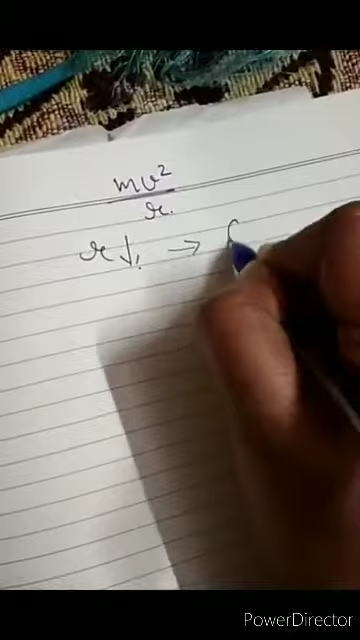 mv²
r.
r↓, → f
PowerDirector